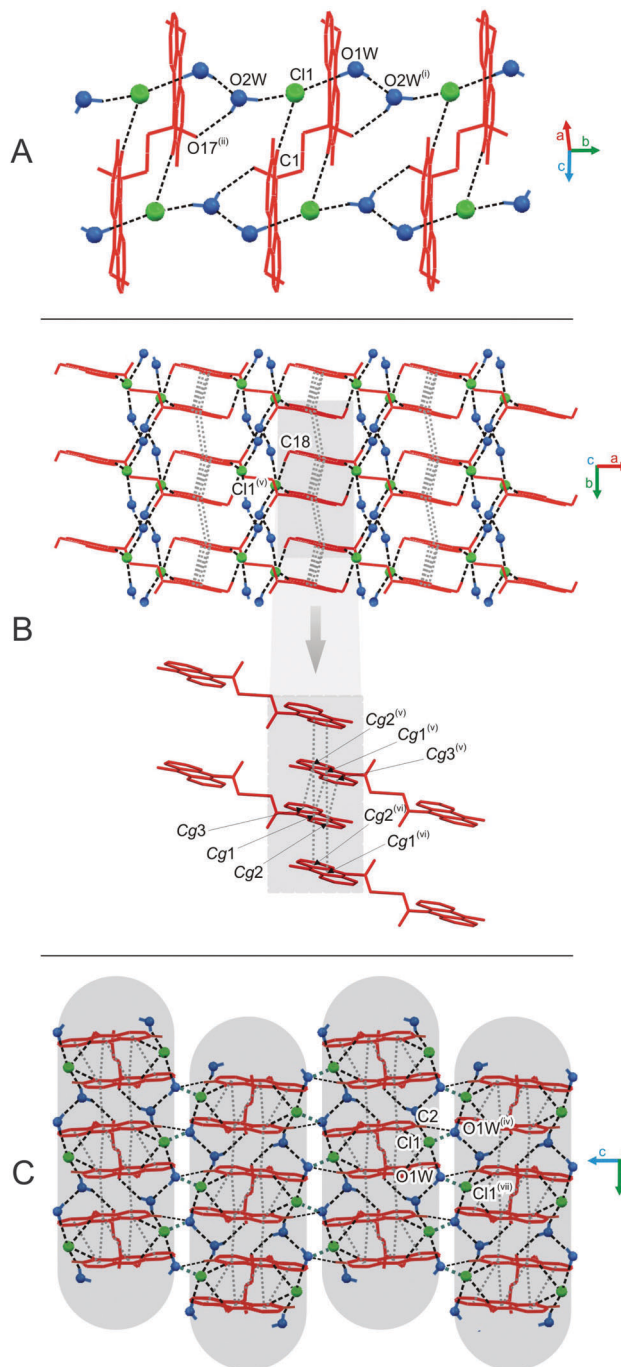 O1W
O2W
Cl1
O2W(i)
O17(ii)
C1
A
a
b
c
C18
Cl1(v)
c
a
b
B
Cg2(v)
Cg1(v)
Cg3(v)
Cg3
Cg2(vi)
Cg1
Cg1(vi)
Cg2
C2
O1W(iv)
Cl1
C
c
O1W
Cl1(vii)